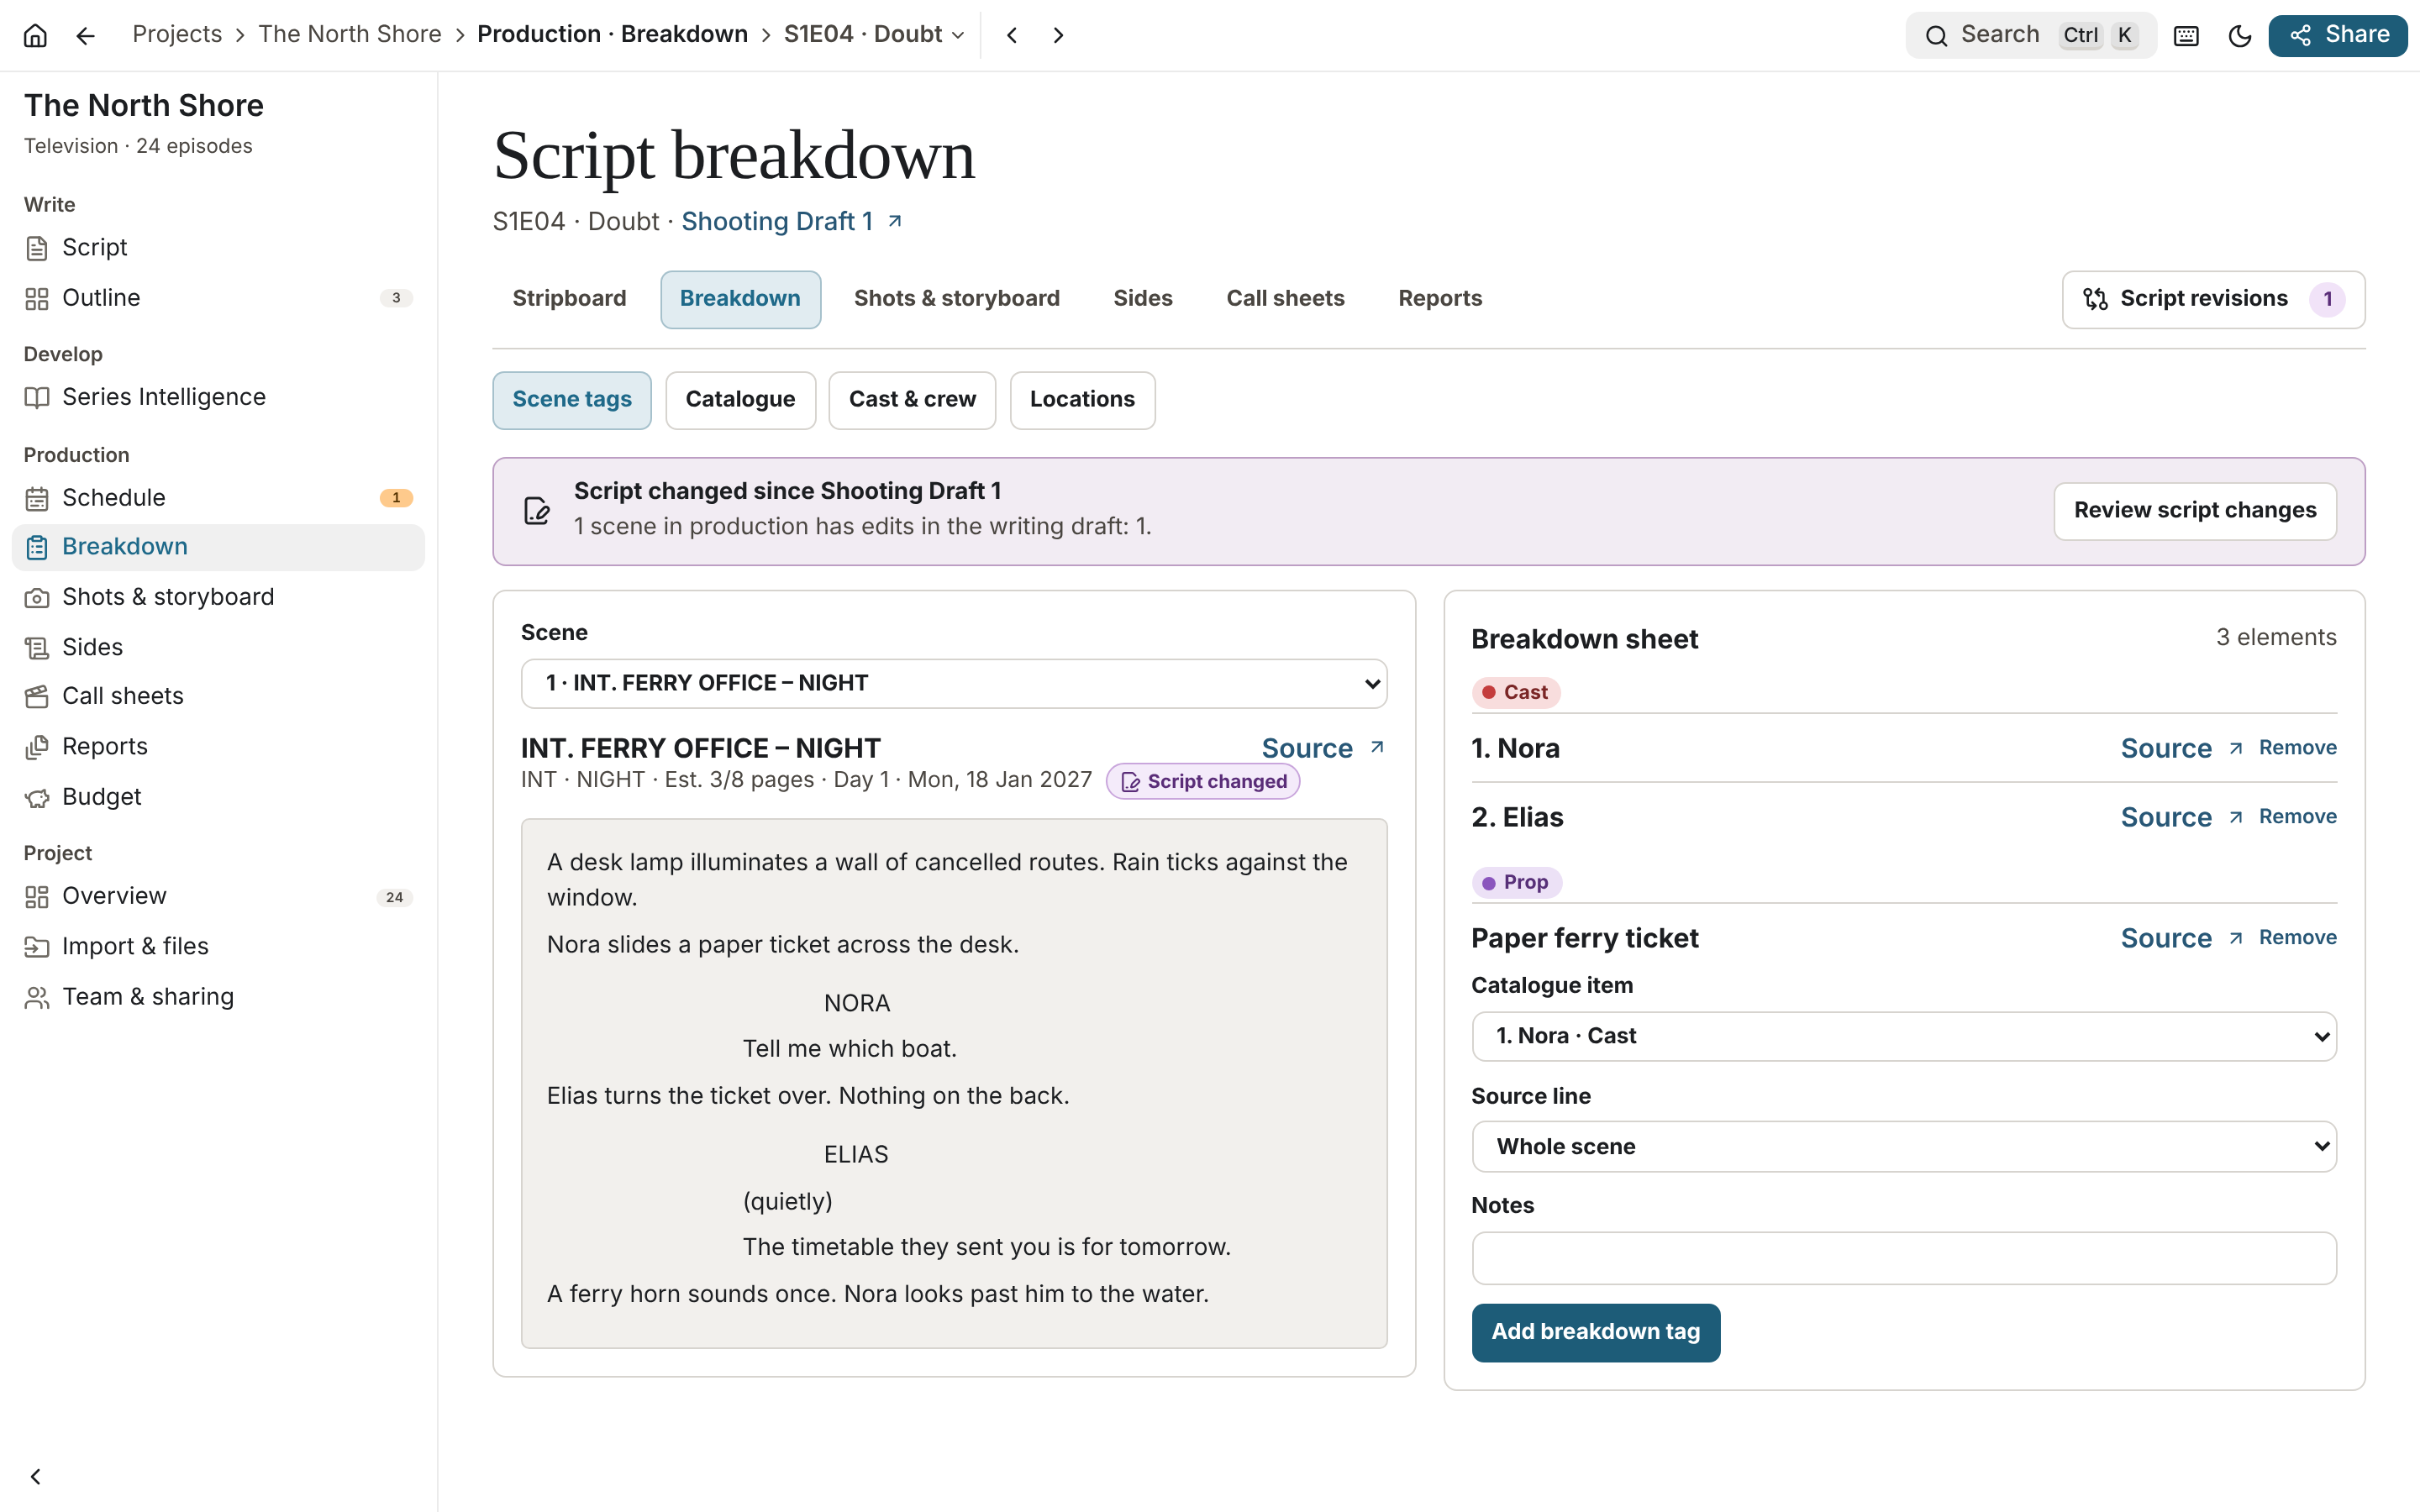 Projects > The North Shore > Production · Breakdown > S1E04 · Doubt
Search Ctrl K
Share
The North Shore
Television · 24 episodes
Write
Script
Outline 3
Develop
Series Intelligence
Production
Schedule 1
Breakdown
Shots & storyboard
Sides
Call sheets
Reports
Budget
Project
Overview 24
Import & files
Team & sharing
Script breakdown
S1E04 · Doubt · Shooting Draft 1
Stripboard Breakdown Shots & storyboard Sides Call sheets Reports
Script revisions 1
Scene tags Catalogue Cast & crew Locations
Script changed since Shooting Draft 1
1 scene in production has edits in the writing draft: 1.
Review script changes
Scene
1 · INT. FERRY OFFICE – NIGHT
INT. FERRY OFFICE – NIGHT Source
INT · NIGHT · Est. 3/8 pages · Day 1 · Mon, 18 Jan 2027 Script changed
A desk lamp illuminates a wall of cancelled routes. Rain ticks against the
window.
Nora slides a paper ticket across the desk.
NORA
Tell me which boat.
Elias turns the ticket over. Nothing on the back.
ELIAS
(quietly)
The timetable they sent you is for tomorrow.
A ferry horn sounds once. Nora looks past him to the water.
Breakdown sheet 3 elements
Cast
1. Nora Source Remove
2. Elias Source Remove
Prop
Paper ferry ticket Source Remove
Catalogue item
1. Nora · Cast
Source line
Whole scene
Notes
Add breakdown tag